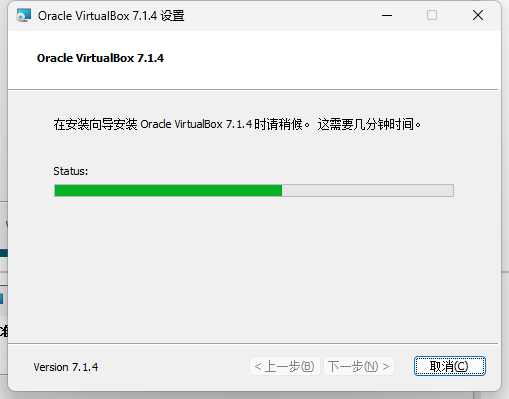 Oracle VirtualBox 7.1.4 设置
Oracle VirtualBox 7.1.4
在安装向导安装 Oracle VirtualBox 7.1.4 时请稍候。 这需要几分钟时间。
Status:
Version 7.1.4
< 上一步(B)
下一步(N) >
取消(C)